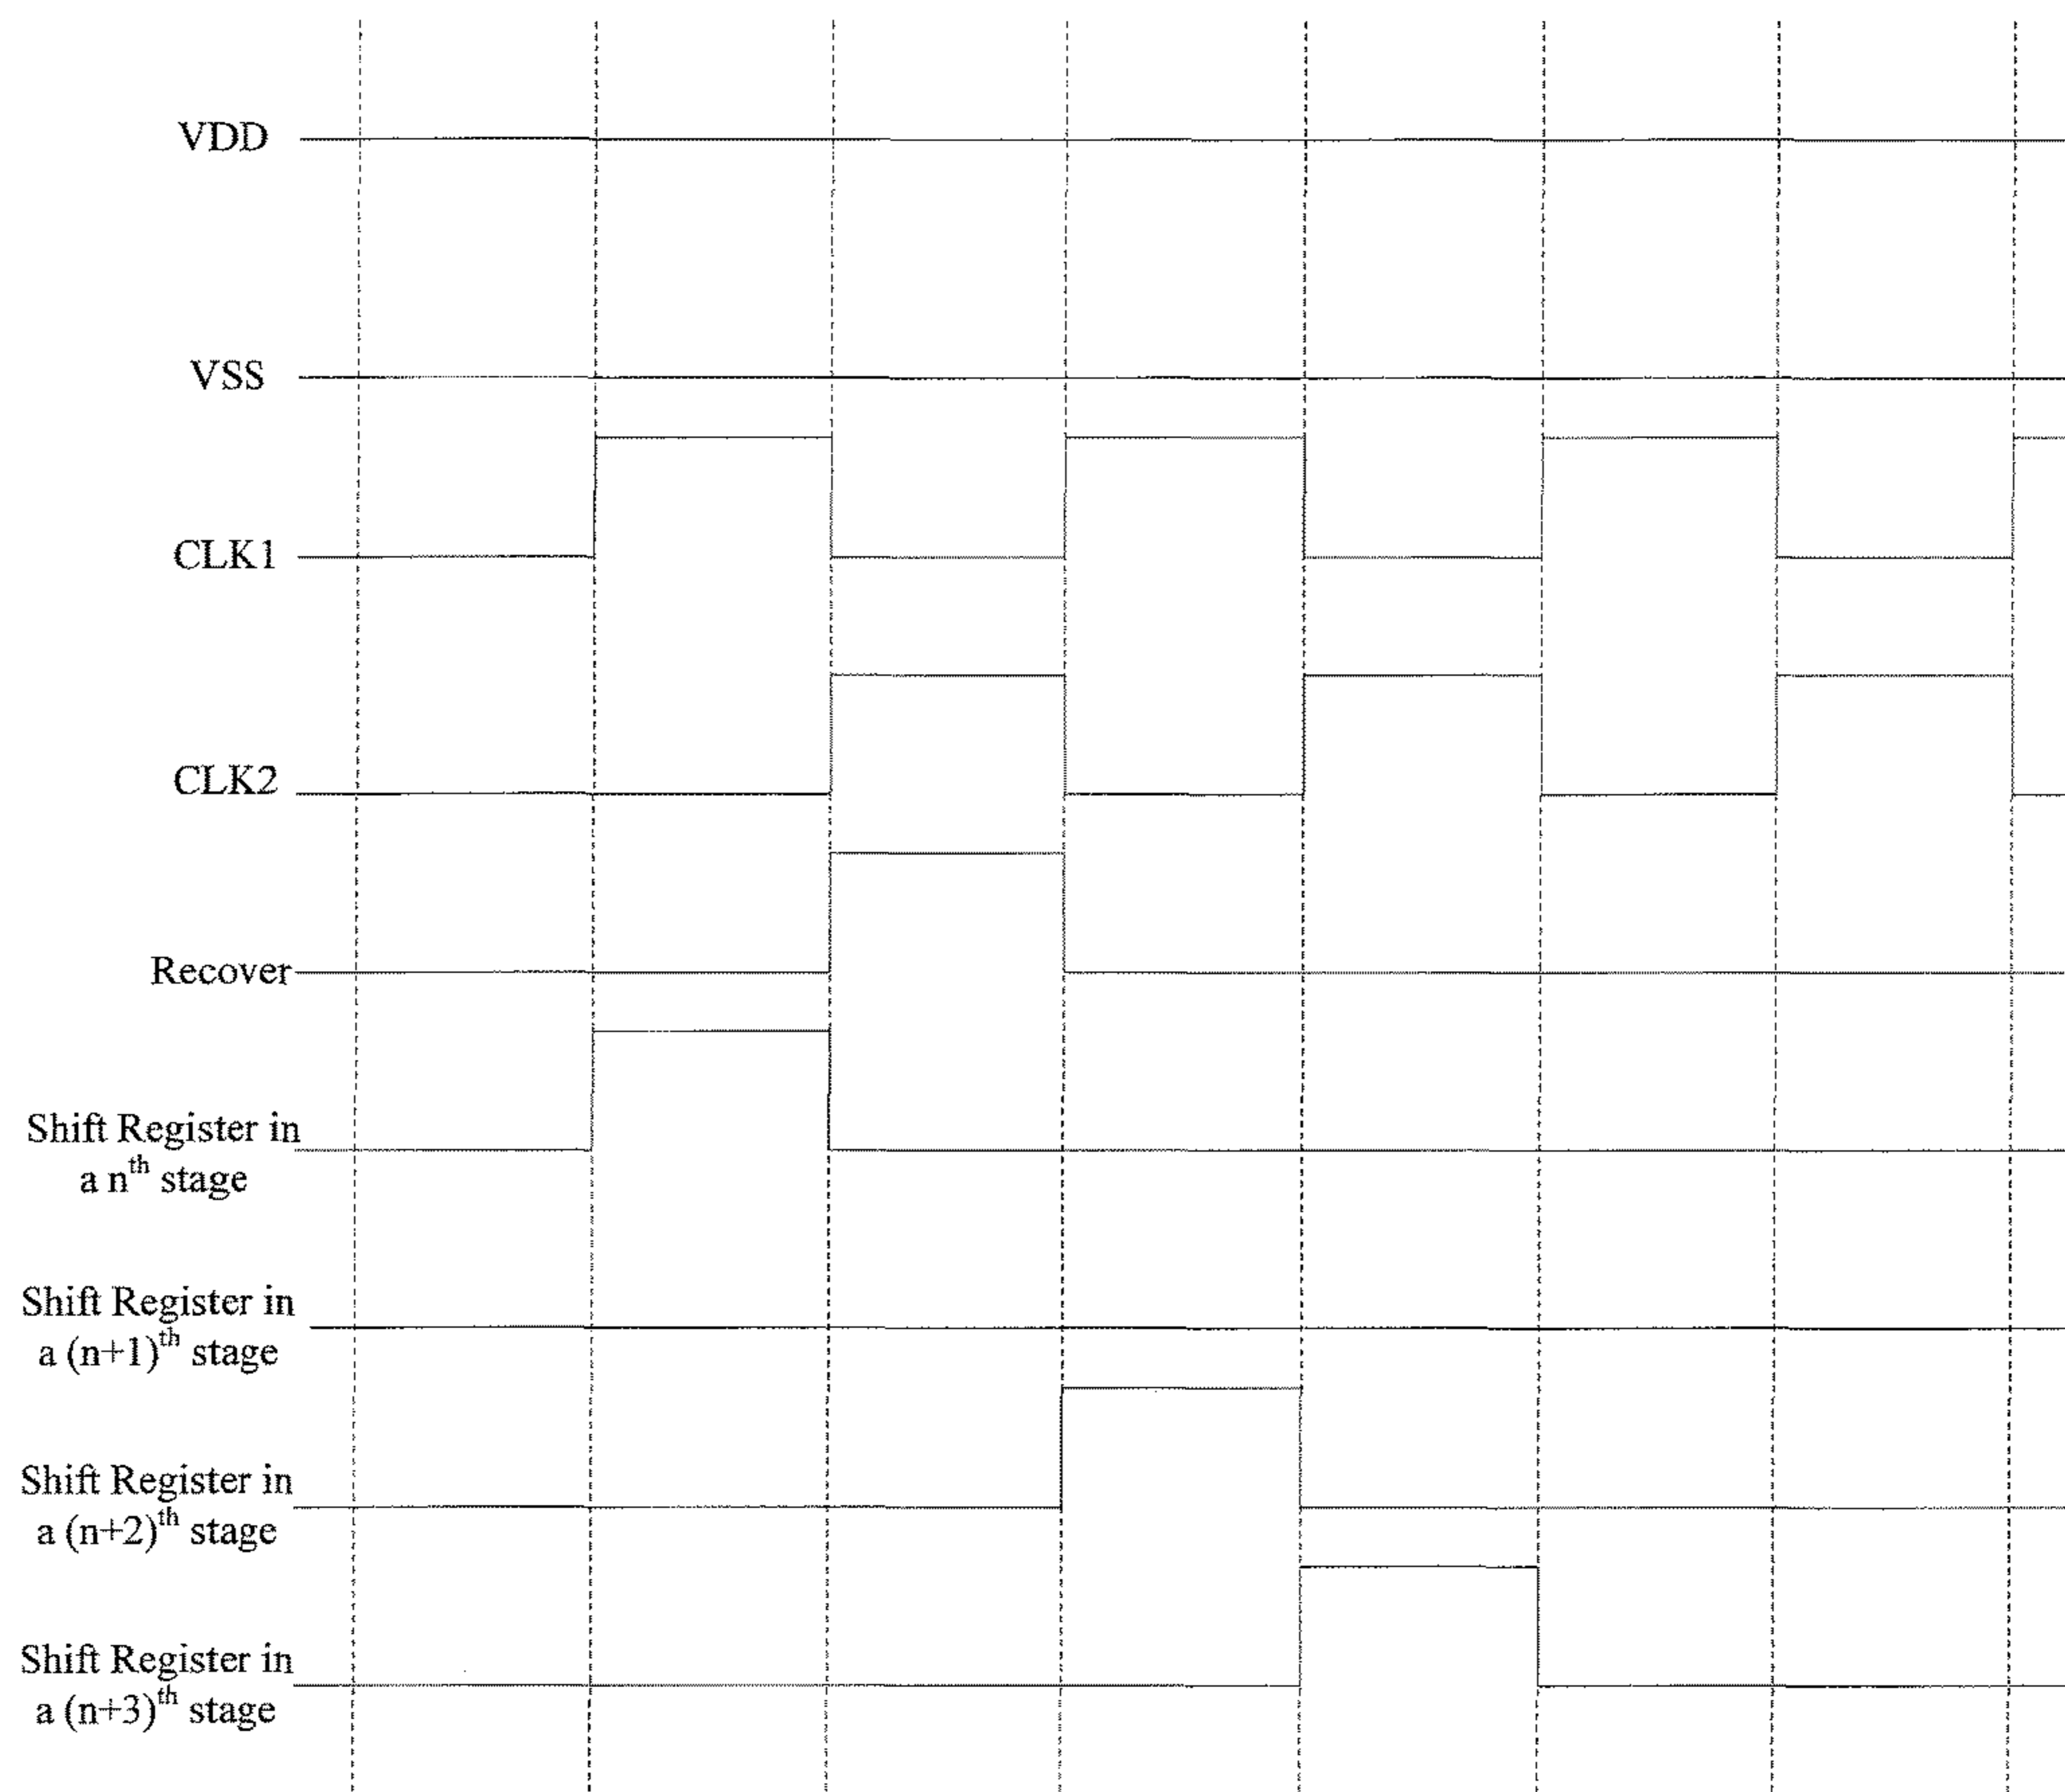 VDD
VSS
CLK1
CLK2
Recover
Shift Register in
a nth stage
Shift Register in
a (n+1)th stage
Shift Register in
a (n+2)th stage
Shift Register in
a (n+3)th stage